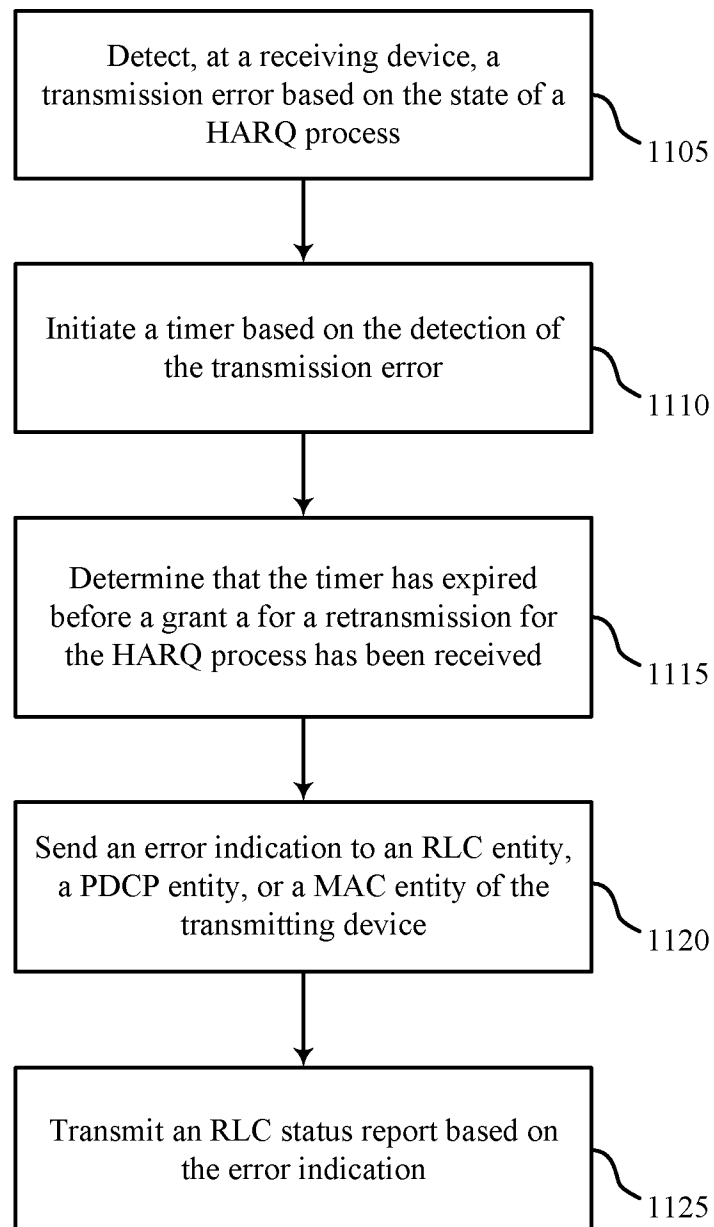 Detect, at a receiving device, a
transmission error based on the state of a
HARQ process
1105
Initiate a timer based on the detection of
the transmission error
1110
Determine that the timer has expired
before a grant a for a retransmission for
the HARQ process has been received
1115
Send an error indication to an RLC entity,
a PDCP entity, or a MAC entity of the
transmitting device
1120
Transmit an RLC status report based on
the error indication
1125